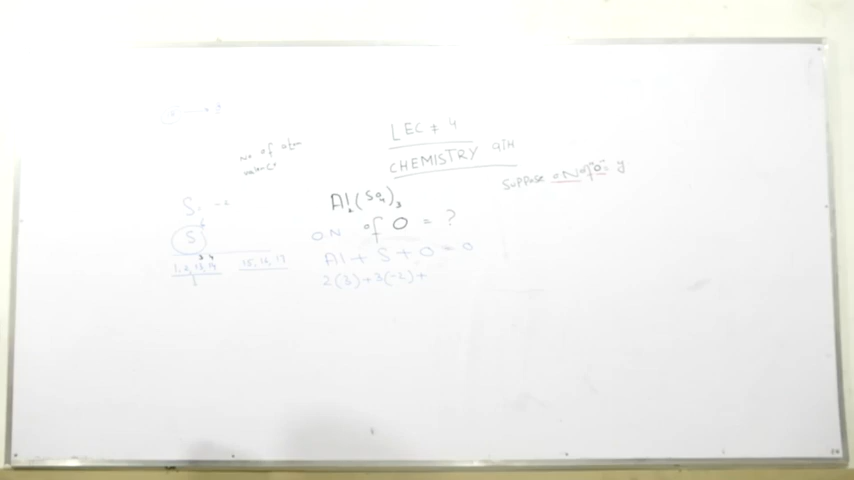 LEC # 4
CHEMISTRY 9TH
No of atom
Suppose ON of "O" = y
Al₂(SO₄)₃
S -2
ON of O = ?
S
Al + S + O = 0
1, 2, 13, 14 15, 16, 17
2(3)+3(-2)+